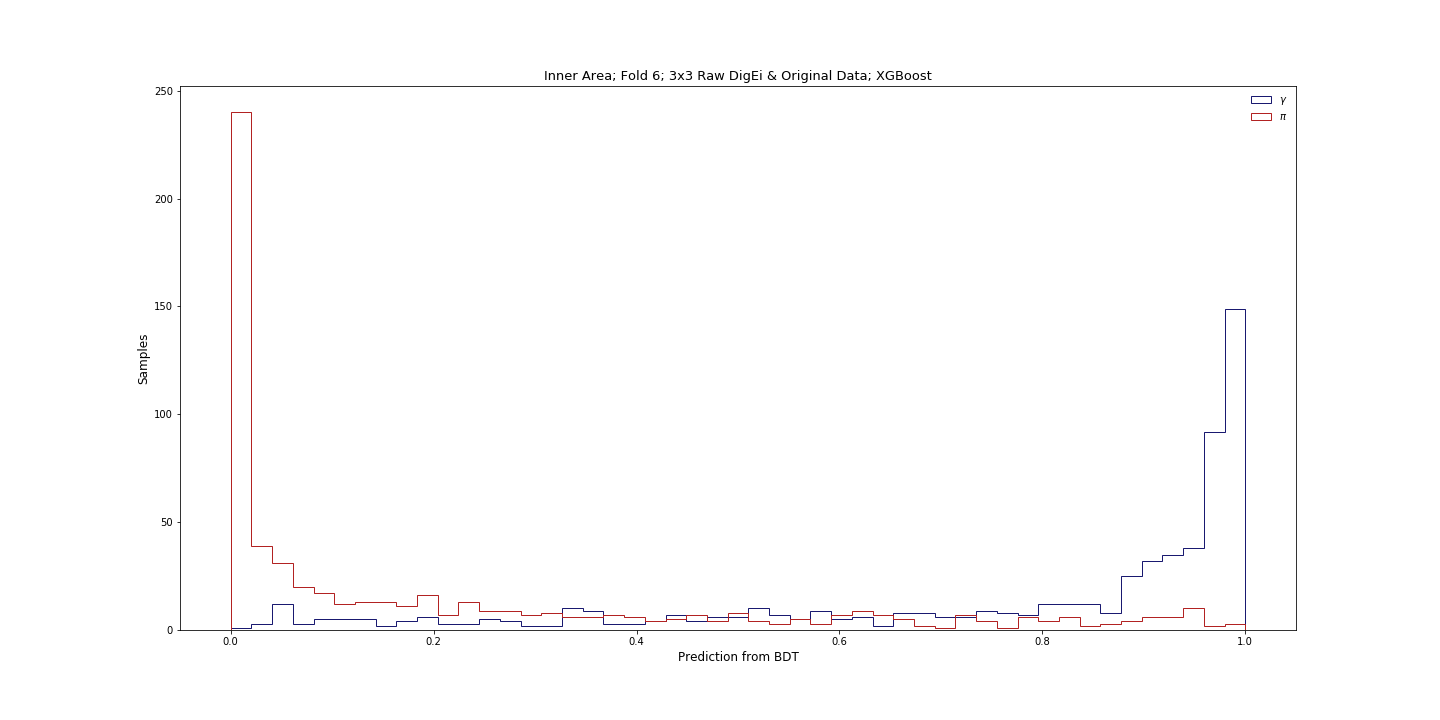 Inner Area; Fold 6; 3x3 Raw DigEi & Original Data; XGBoost
250
200
150
100
50
0
Samples
γ
π
0.0 0.2 0.4 0.6 0.8 1.0
Prediction from BDT